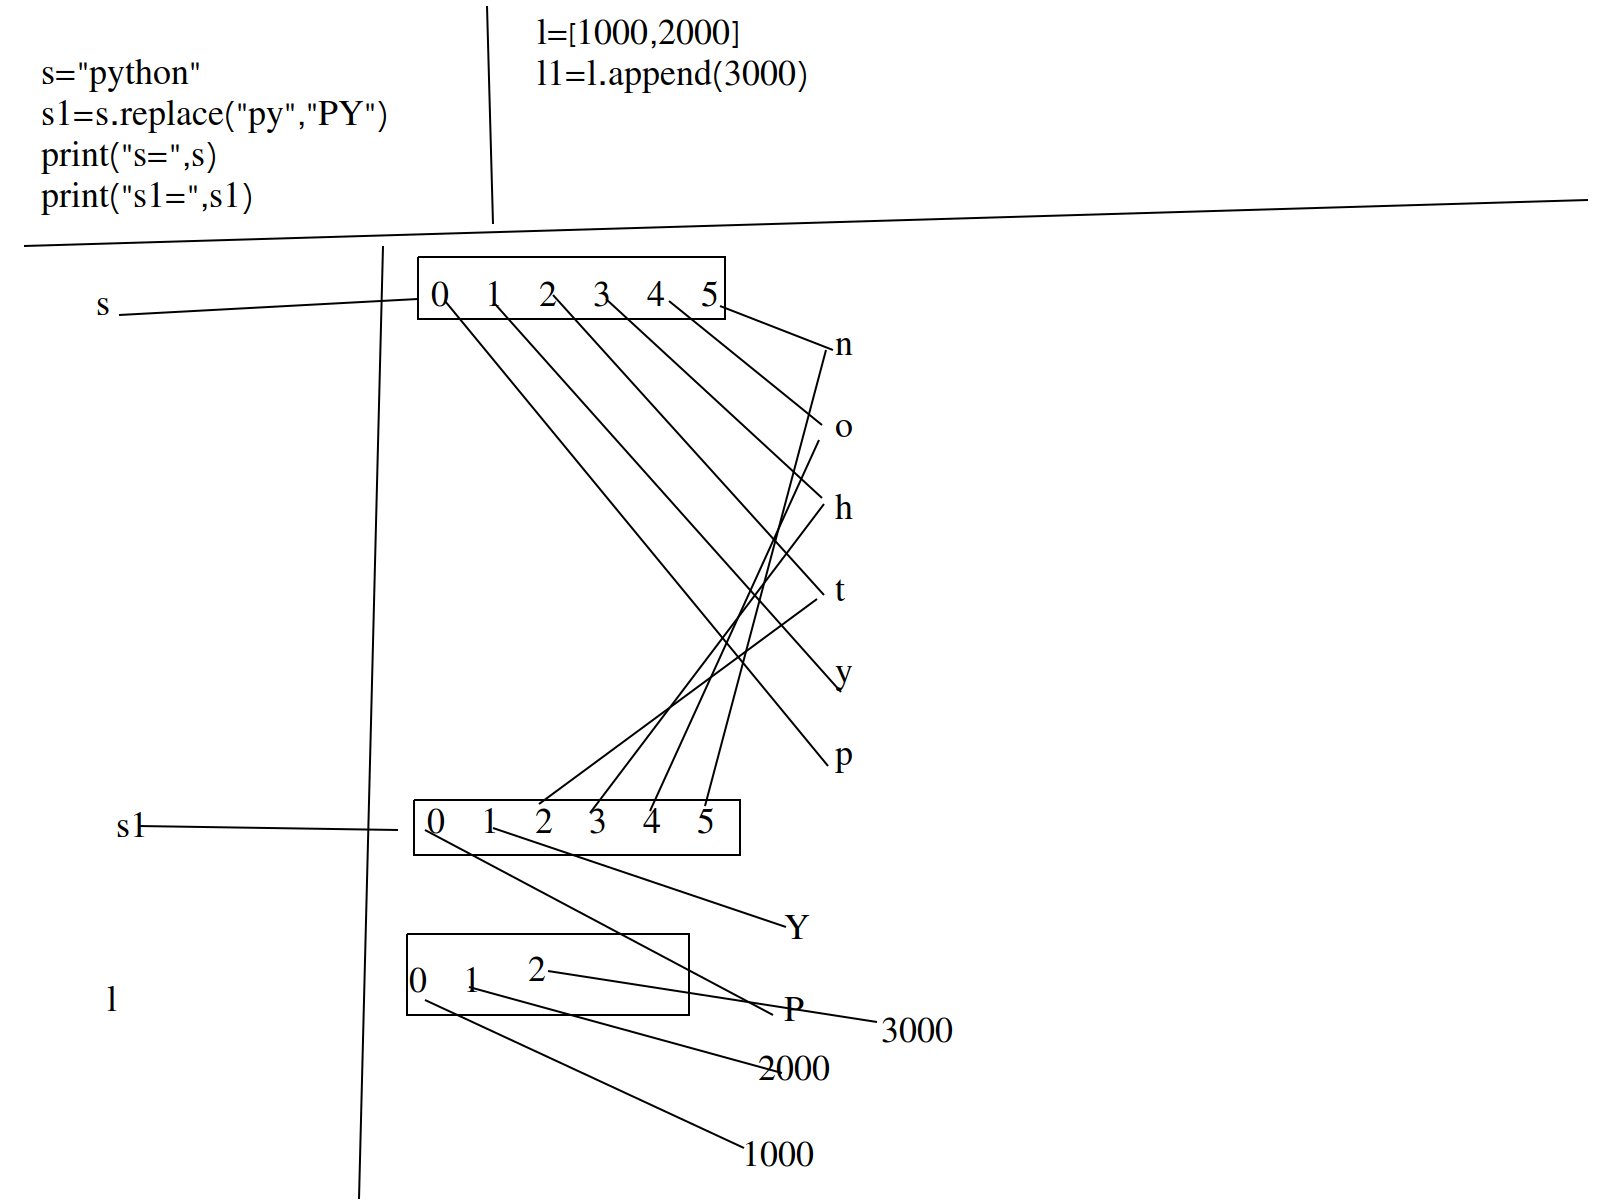 s="python"
s1=s.replace("py","PY")
print("s=",s)
print("s1=",s1)
l=[1000,2000]
l1=l.append(3000)
s
0 1 2 3 4 5
n
o
h
t
y
p
s1
0 1 2 3 4 5
Y
l
0 1 2
P
3000
2000
1000